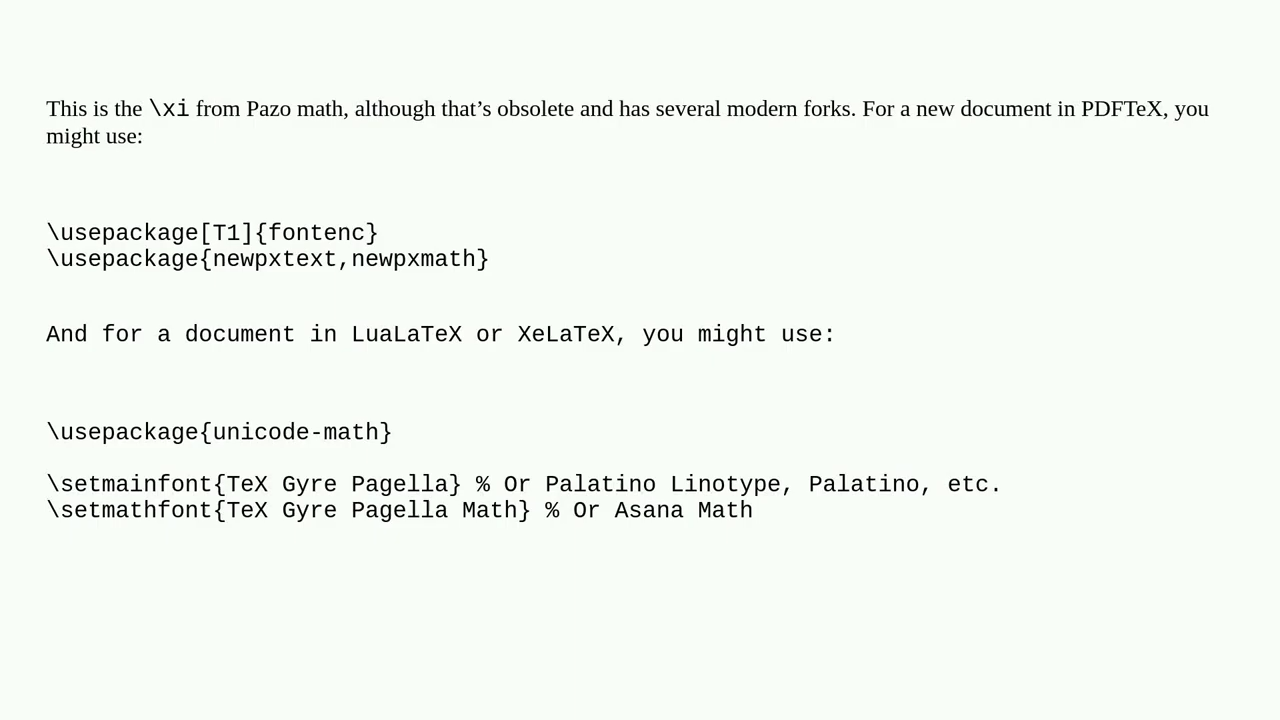 This is the \xi from Pazo math, although that’s obsolete and has several modern forks. For a new document in PDFTeX, you
might use:
\usepackage[T1]{fontenc}
\usepackage{newpxtext,newpxmath}
And for a document in LuaLaTeX or XeLaTeX, you might use:
\usepackage{unicode-math}
\setmainfont{TeX Gyre Pagella} % Or Palatino Linotype, Palatino, etc.
\setmathfont{TeX Gyre Pagella Math} % Or Asana Math